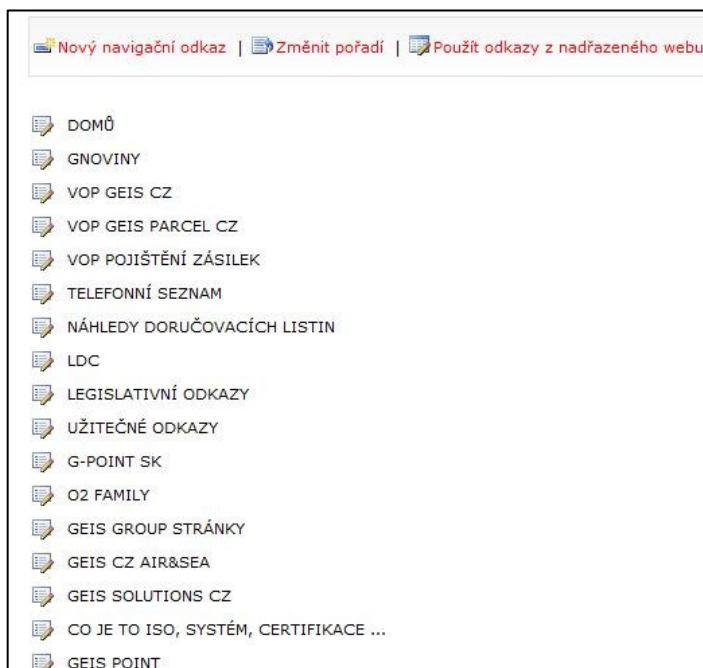 Nový navigační odkaz | Změnit pořadí | Použít odkazy z nadřazeného webu
DOMŮ
GNOVINY
VOP GEIS CZ
VOP GEIS PARCEL CZ
VOP POJIŠTĚNÍ ZÁSILEK
TELEFONNÍ SEZNAM
NÁHLEDY DORUČOVACÍCH LISTIN
LDC
LEGISLATIVNÍ ODKAZY
UŽITEČNÉ ODKAZY
G-POINT SK
O2 FAMILY
GEIS GROUP STRÁNKY
GEIS CZ AIR&SEA
GEIS SOLUTIONS CZ
CO JE TO ISO, SYSTÉM, CERTIFIKACE ...
GEIS POINT